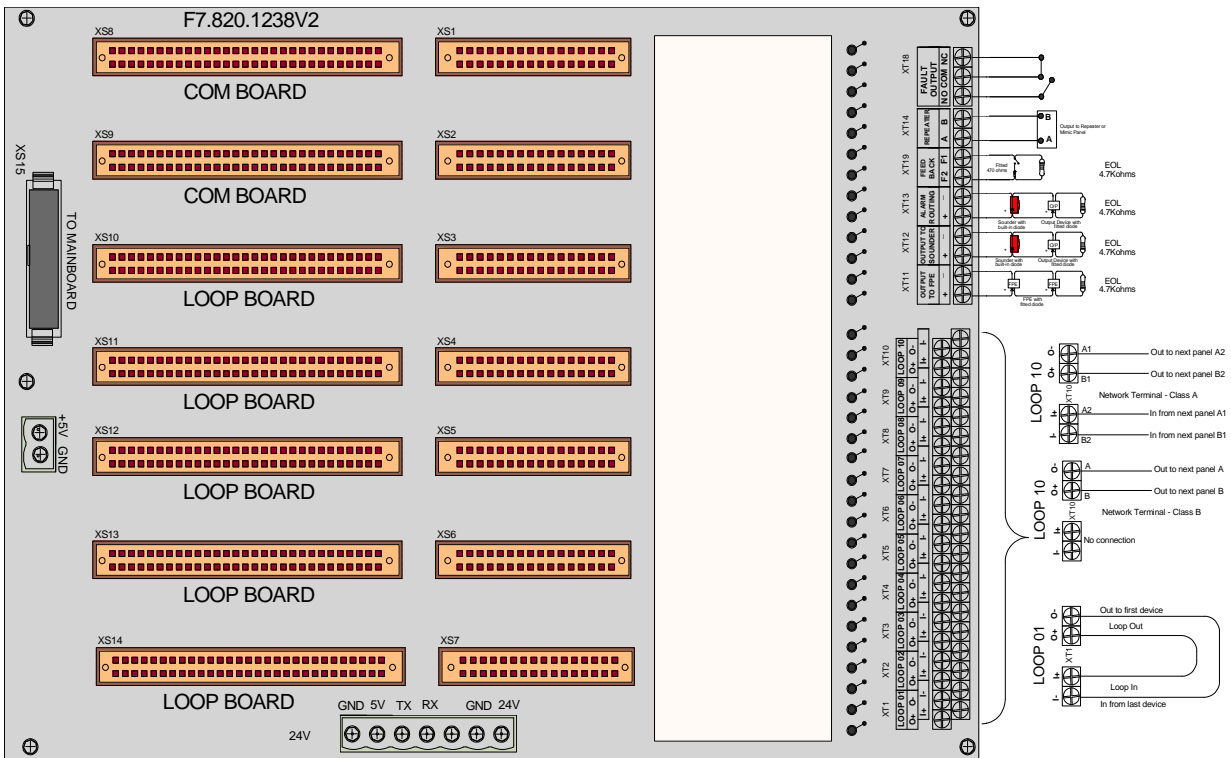 F7.820.1238V2
XS8
XS1
COM BOARD
XS9
XS2
COM BOARD
XS15
TO MAINBOARD
XS10
XS3
LOOP BOARD
XS11
XS4
LOOP BOARD
+5V GND
XS12
XS5
LOOP BOARD
XS13
XS6
LOOP BOARD
XS14
XS7
LOOP BOARD
GND 5V TX RX GND 24V
24V
XT18
FAULT OUTPUT
NO COM NC
XT14
REPEATER
A B
B
A
Output to Repeater or
Mimic Panel
XT19
FEED BACK
F2 F1
Fitted
470 ohms
EOL
4.7Kohms
XT13
ALARM ROUTING
+ –
+
O/P
+
Sounder with
built-in diode
Output Device with
fitted diode
EOL
4.7Kohms
XT12
OUTPUT TO SOUNDER
+ –
+
O/P
+
Sounder with
built-in diode
Output Device with
fitted diode
EOL
4.7Kohms
XT11
OUTPUT TO FPE
+ –
+
FPE
+
FPE
FPE with
fitted diode
EOL
4.7Kohms
XT10
LOOP 10
O+ O-
I+ I-
XT9
LOOP 09
O+ O-
I+ I-
XT8
LOOP 08
O+ O-
I+ I-
XT7
LOOP 07
O+ O-
I+ I-
XT6
LOOP 06
O+ O-
I+ I-
XT5
LOOP 05
O+ O-
I+ I-
XT4
LOOP 04
O+ O-
I+ I-
XT3
LOOP 03
O+ O-
I+ I-
XT2
LOOP 02
O+ O-
I+ I-
XT1
LOOP 01
O+ O-
I+ I-
LOOP 10
O-
A1
Out to next panel A2
O+
B1
Out to next panel B2
XT10
Network Terminal - Class A
I+
A2
In from next panel A1
I-
B2
In from next panel B1
LOOP 10
O-
A
Out to next panel A
O+
B
Out to next panel B
XT10
Network Terminal - Class B
I+
No connection
I-
LOOP 01
O-
Out to first device
O+
Loop Out
XT1
I+
I-
Loop In
In from last device